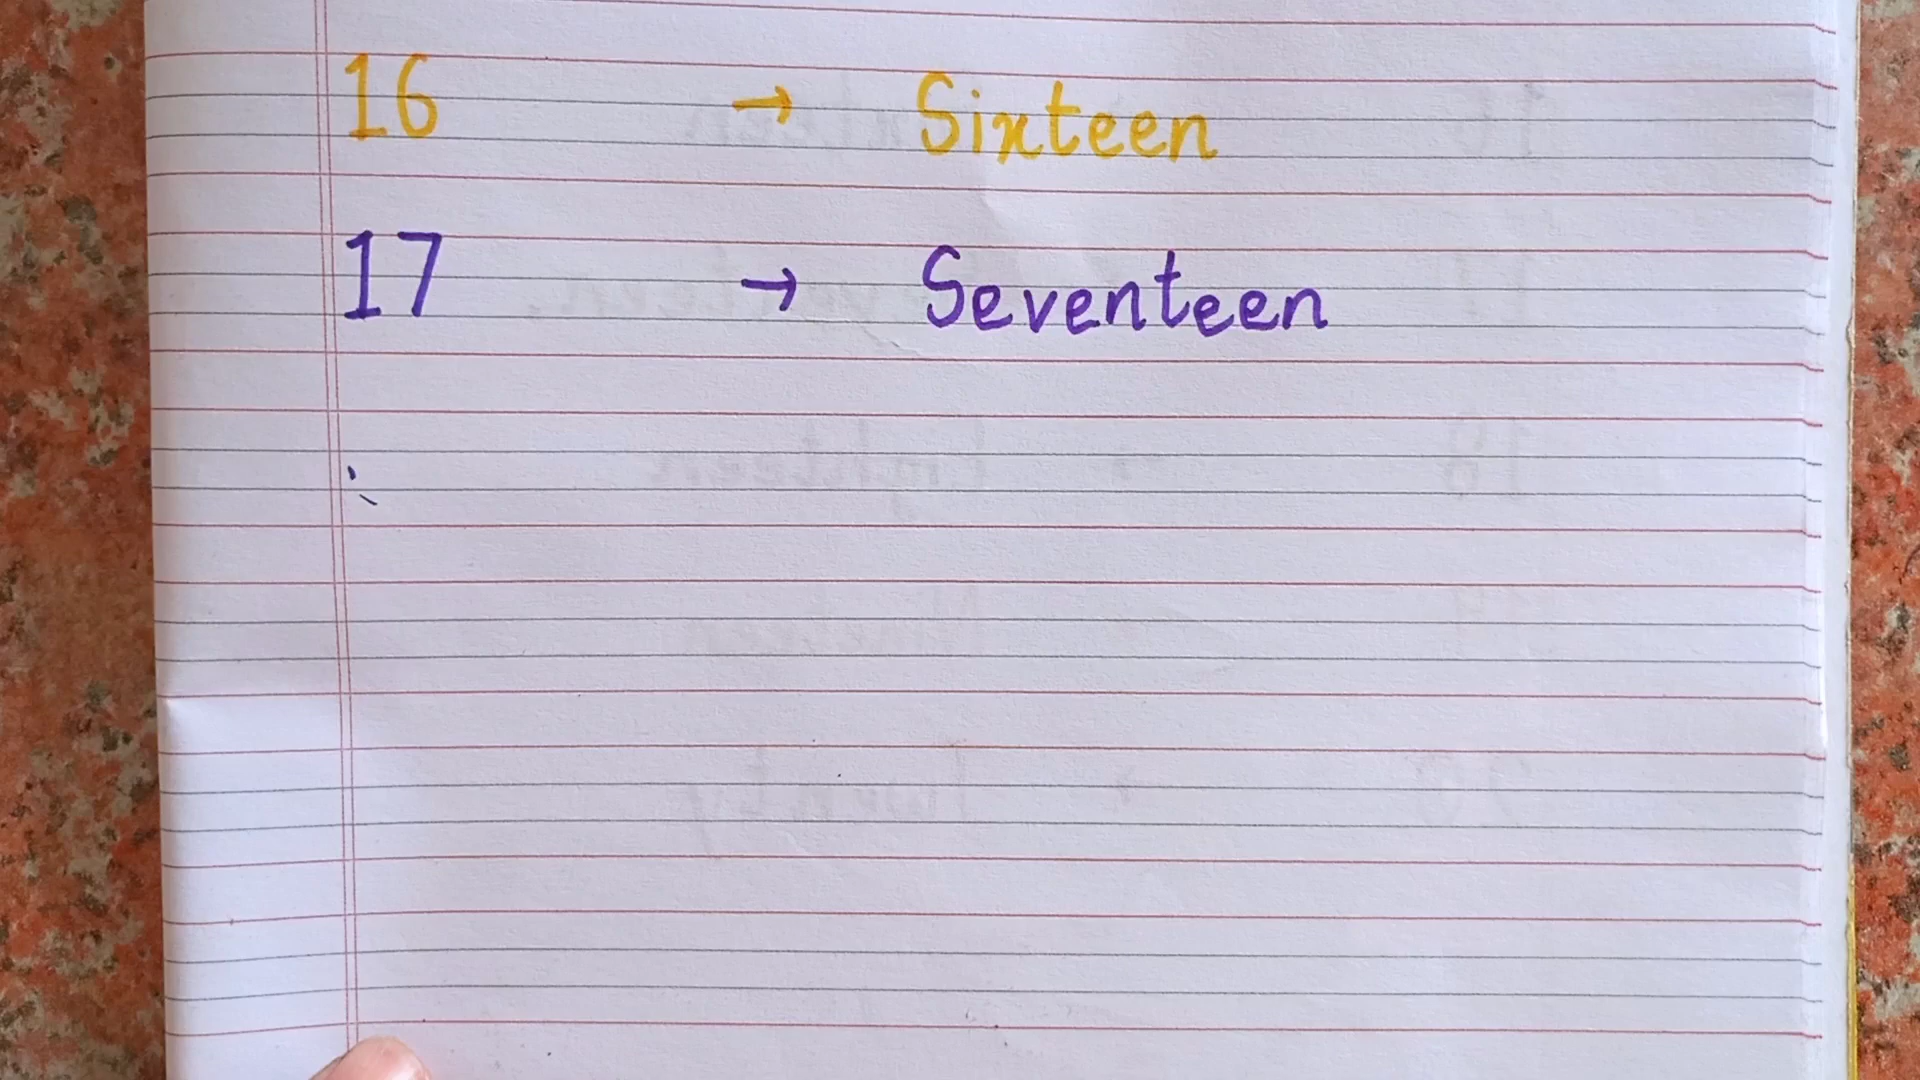 16 → Sixteen
17 → Seventeen